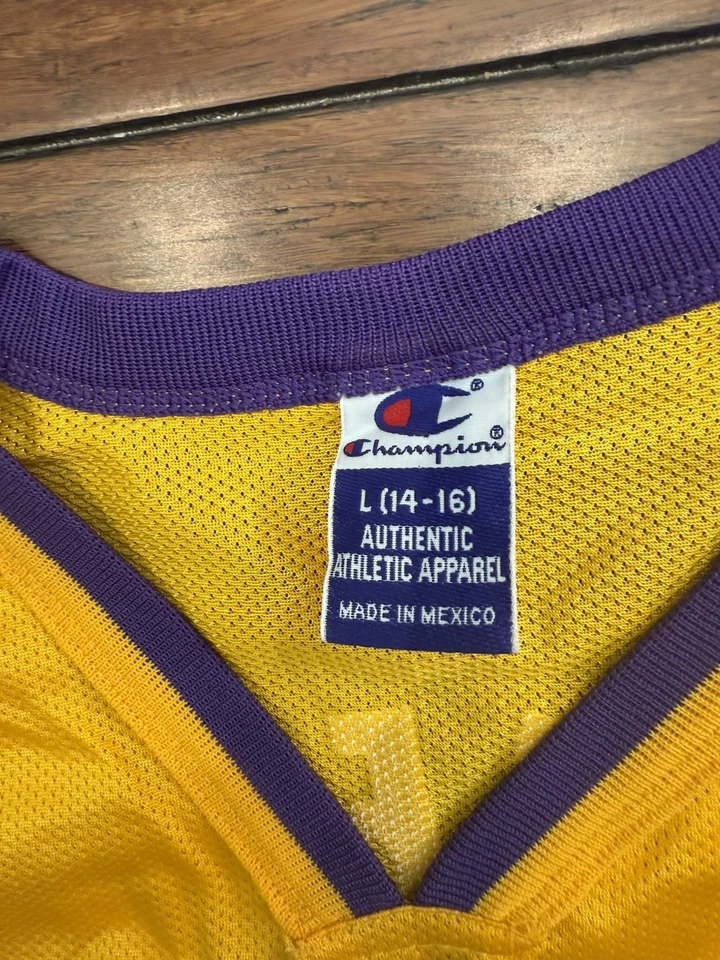 Champion
L (14-16)
AUTHENTIC
ATHLETIC APPAREL
MADE IN MEXICO